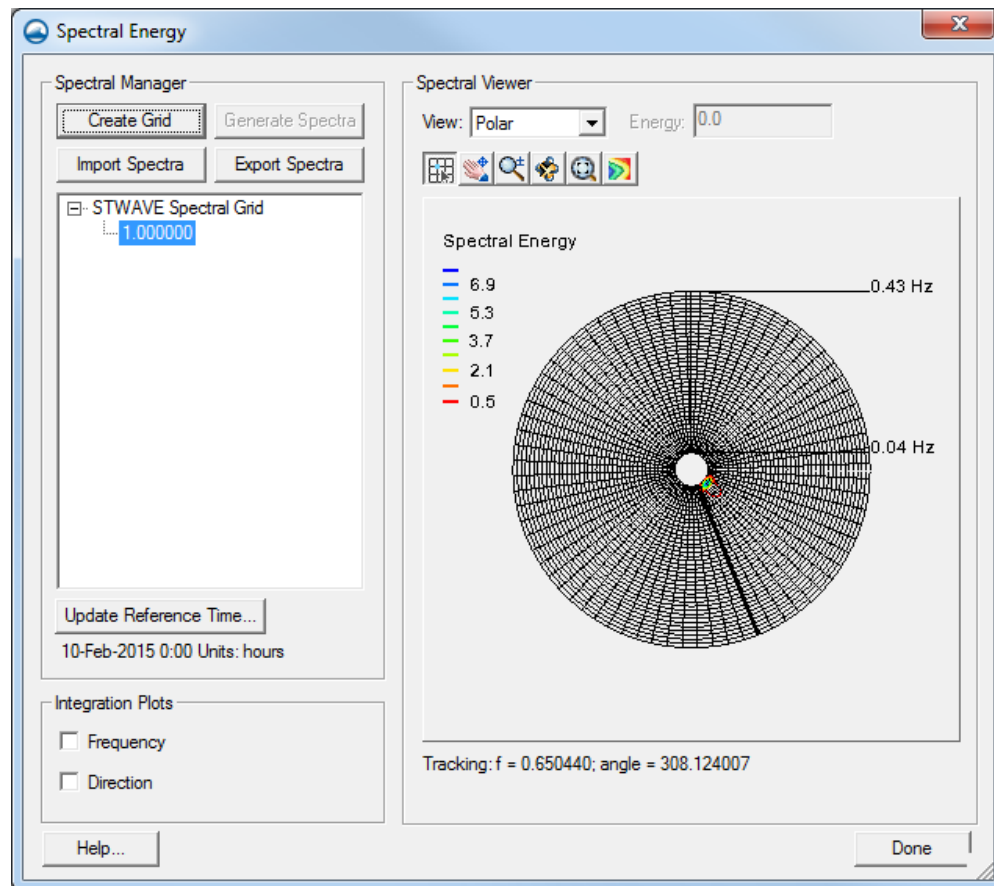 Spectral Energy
Spectral Manager
Create Grid
Generate Spectra
Import Spectra
Export Spectra
STWAVE Spectral Grid
1.000000
Update Reference Time...
10-Feb-2015 0:00 Units: hours
Integration Plots
Frequency
Direction
Help...
Spectral Viewer
View: Polar
Energy: 0.0
Spectral Energy
6.9
5.3
3.7
2.1
0.5
0.43 Hz
0.04 Hz
Tracking: f = 0.650440; angle = 308.124007
Done